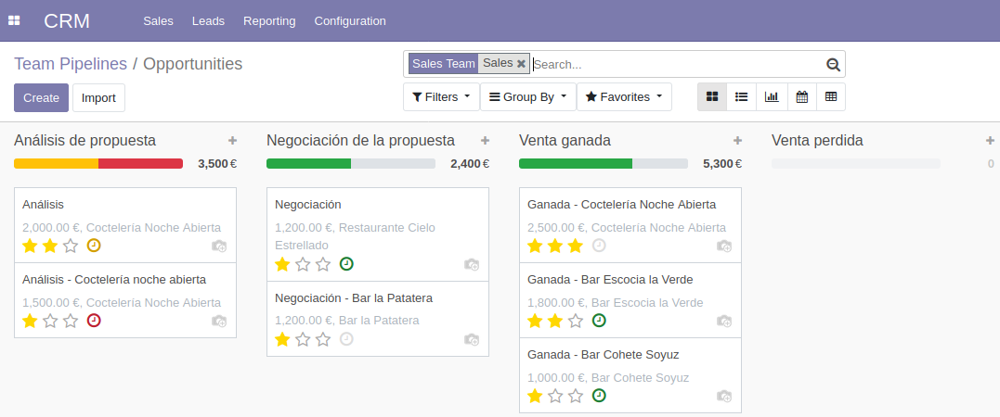 CRM Sales Leads Reporting Configuration
Team Pipelines / Opportunities
Sales Team Sales Search...
Create Import
Filters Group By Favorites
Análisis de propuesta
3,500 €
Análisis
2,000.00 €, Coctelería Noche Abierta
Análisis - Coctelería noche abierta
1,500.00 €, Coctelería Noche Abierta
Negociación de la propuesta
2,400 €
Negociación
1,200.00 €, Restaurante Cielo
Estrellado
Negociación - Bar la Patatera
1,200.00 €, Bar la Patatera
Venta ganada
5,300 €
Ganada - Coctelería Noche Abierta
2,500.00 €, Coctelería Noche Abierta
Ganada - Bar Escocia la Verde
1,800.00 €, Bar Escocia la Verde
Ganada - Bar Cohete Soyuz
1,000.00 €, Bar Cohete Soyuz
Venta perdida
0